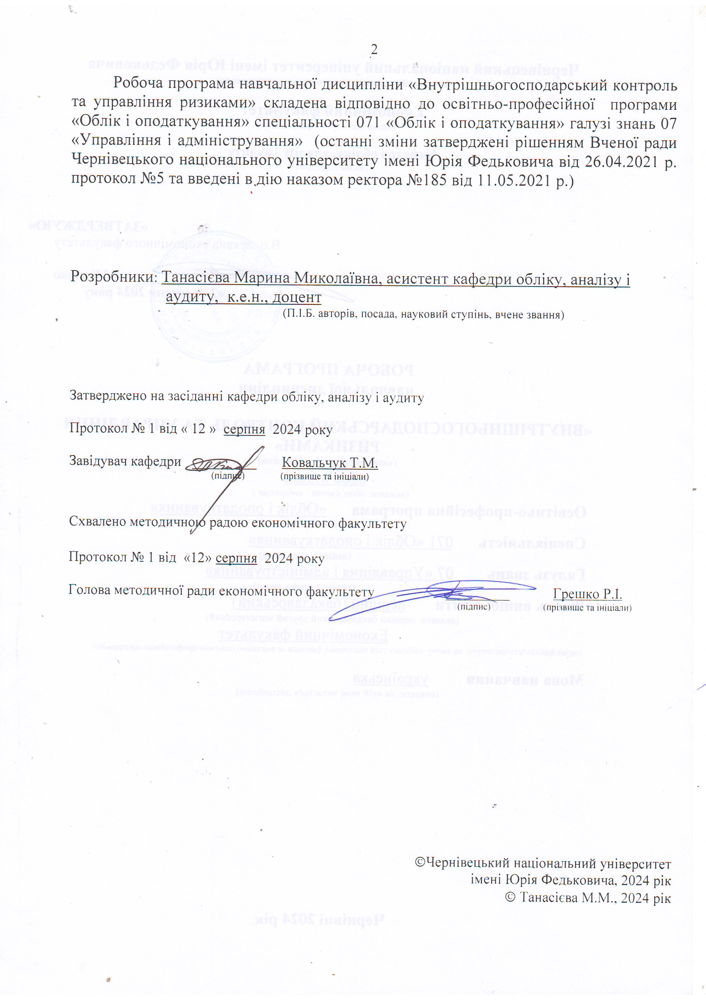 2
Робоча програма навчальної дисципліни «Внутрішньогосподарський контроль
та управління ризиками» складена відповідно до освітньо-професійної програми
«Облік і оподаткування» спеціальності 071 «Облік і оподаткування» галузі знань 07
«Управління і адміністрування» (останні зміни затверджені рішенням Вченої ради
Чернівецького національного університету імені Юрія Федьковича від 26.04.2021 р.
протокол №5 та введені в дію наказом ректора №185 від 11.05.2021 р.)
Розробники: Танасієва Марина Миколаївна, асистент кафедри обліку, аналізу і
аудиту, к.е.н., доцент
(П.І.Б. авторів, посада, науковий ступінь, вчене звання)
Затверджено на засіданні кафедри обліку, аналізу і аудиту
Протокол № 1 від « 12 » серпня 2024 року
Завідувач кафедри Ковальчук Т.М.
(підпис) (прізвище та ініціали)
Схвалено методичною радою економічного факультету
Протокол № 1 від «12» серпня 2024 року
Голова методичної ради економічного факультету Грешко Р.І.
(підпис) (прізвище та ініціали)
©Чернівецький національний університет
імені Юрія Федьковича, 2024 рік
© Танасієва М.М., 2024 рік